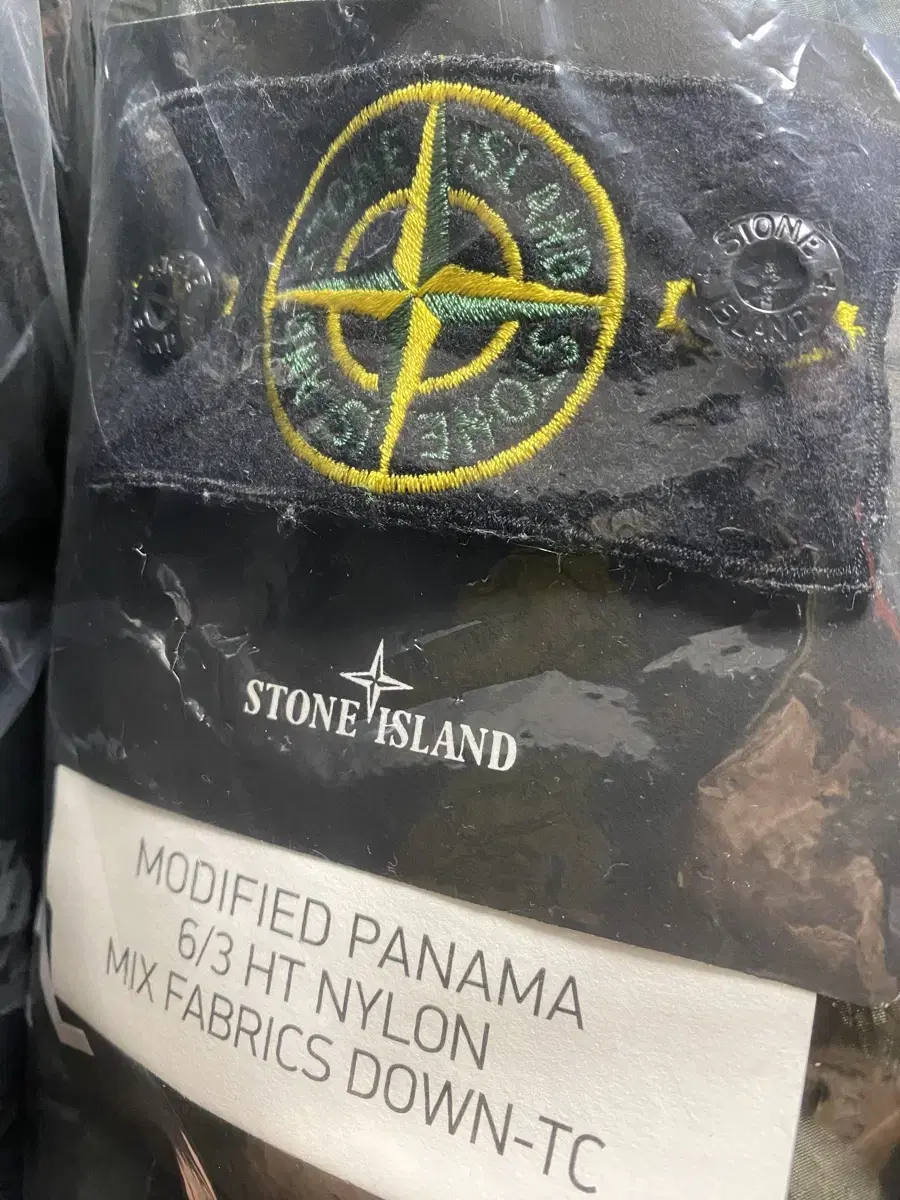 STONE ISLAND
STONE ISLAND
STONE ISLAND
STONE ISLAND
MODIFIED PANAMA
6/3 HT NYLON
MIX FABRICS DOWN-TC